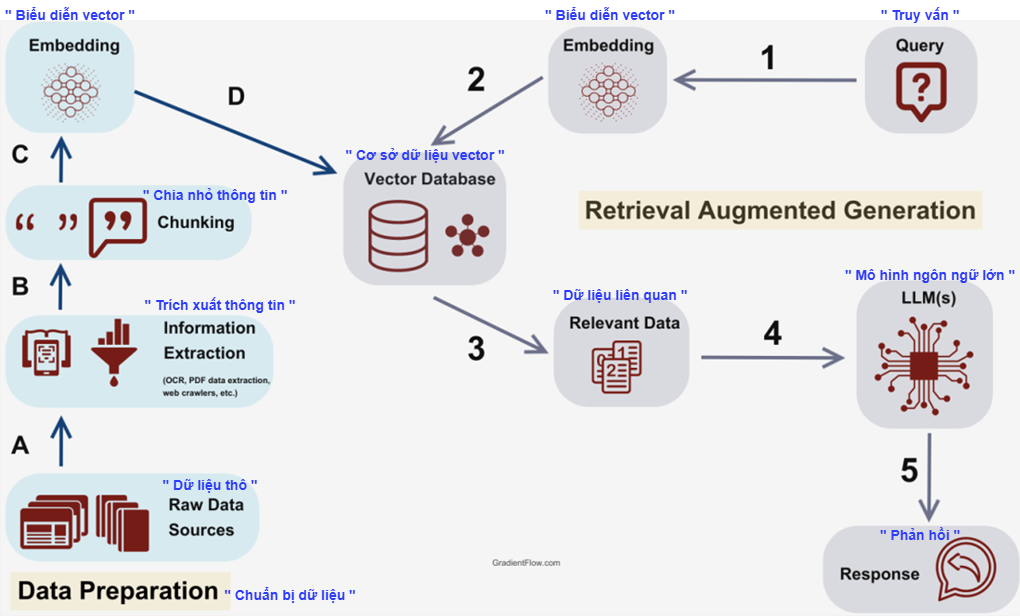 " Biểu diễn vector "
Embedding
" Biểu diễn vector "
Embedding
" Truy vấn "
Query
1
2
D
C
" Cơ sở dữ liệu vector "
Vector Database
" Chia nhỏ thông tin "
Chunking
Retrieval Augmented Generation
B
" Trích xuất thông tin "
Information
Extraction
(OCR, PDF data extraction,
web crawlers, etc.)
3
" Dữ liệu liên quan "
Relevant Data
0 1
2
4
" Mô hình ngôn ngữ lớn "
LLM(s)
A
" Dữ liệu thô "
Raw Data
Sources
5
" Phản hồi "
Response
GradientFlow.com
Data Preparation
" Chuẩn bị dữ liệu "